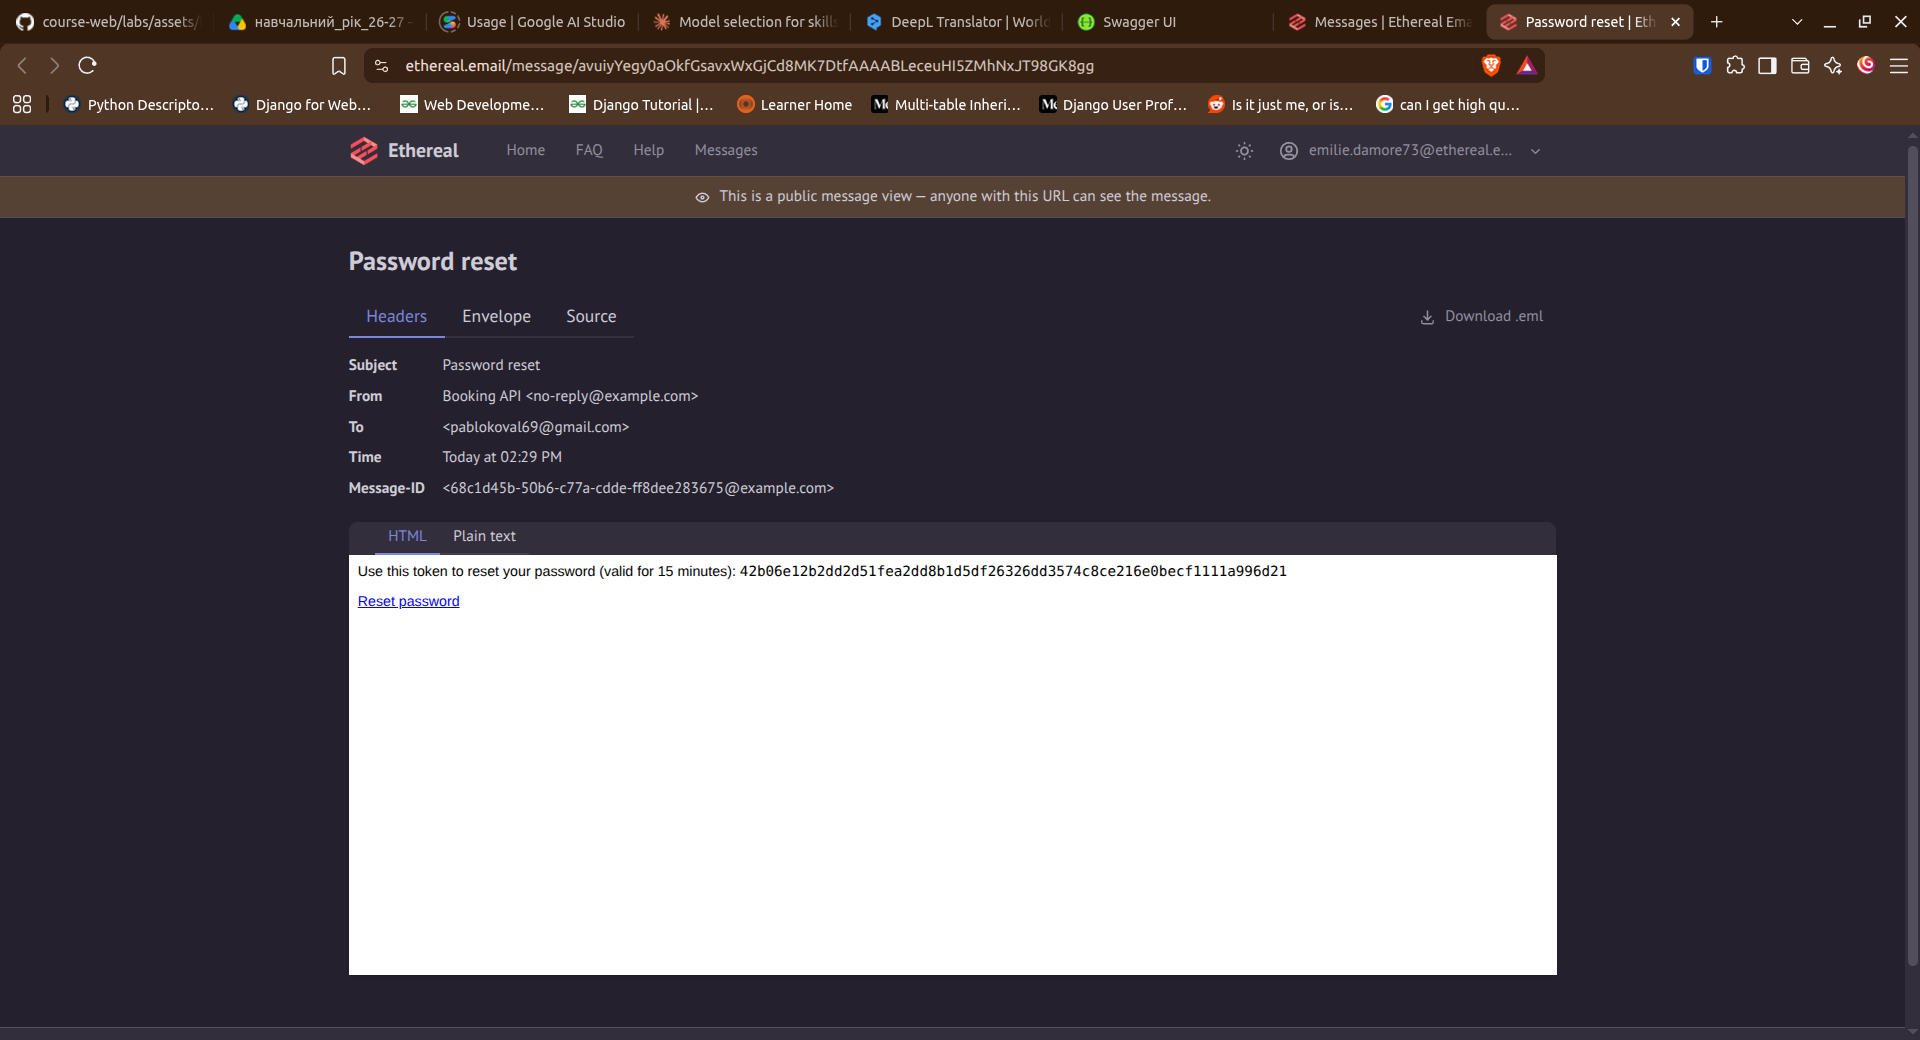 course-web/labs/assets/
навчальний_рік_26-27 -
Usage | Google AI Studio
Model selection for skills
DeepL Translator | World
Swagger UI
Messages | Ethereal Ema
Password reset | Eth
ethereal.email/message/avuiyYegy0aOkfGsavxWxGjCd8MK7DtfAAAABLeceuHI5ZMhNxJT98GK8gg
Python Descripto...
Django for Web...
Web Developme...
Django Tutorial |...
Learner Home
Multi-table Inheri...
Django User Prof...
Is it just me, or is...
can I get high qu...
Ethereal
Home
FAQ
Help
Messages
emilie.damore73@ethereal.e...
This is a public message view — anyone with this URL can see the message.
Password reset
Headers
Envelope
Source
Download .eml
Subject Password reset
From Booking API <no-reply@example.com>
To <pablokoval69@gmail.com>
Time Today at 02:29 PM
Message-ID <68c1d45b-50b6-c77a-cdde-ff8dee283675@example.com>
HTML
Plain text
Use this token to reset your password (valid for 15 minutes): 42b06e12b2dd2d51fea2dd8b1d5df26326dd3574c8ce216e0becf1111a996d21
Reset password